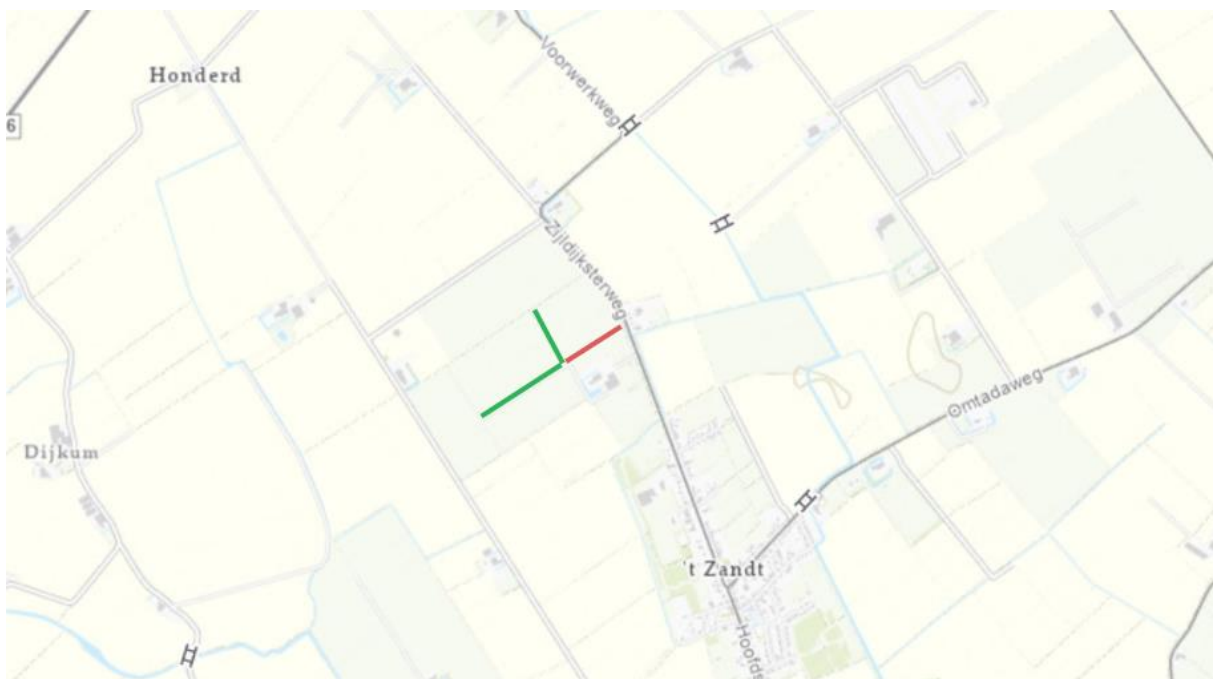 Honderd
Voorwerkweg
6
Zijldijksterweg
Omtadaweg
Dijkum
't Zandt
Hoofds